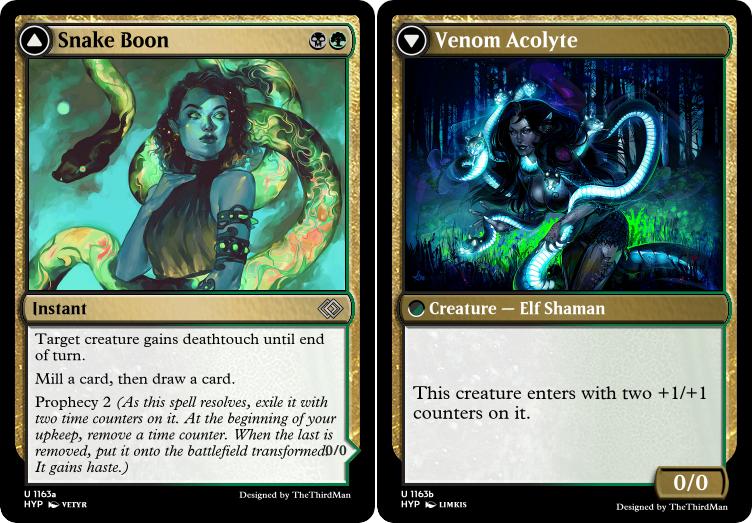 Snake Boon
Instant
Target creature gains deathtouch until end
of turn.
Mill a card, then draw a card.
Prophecy 2 (As this spell resolves, exile it with
two time counters on it. At the beginning of your
upkeep, remove a time counter. When the last is
removed, put it onto the battlefield transformed.
It gains haste.)
0/0
U 1163a
HYP VETYR
Designed by TheThirdMan
Venom Acolyte
Creature — Elf Shaman
This creature enters with two +1/+1
counters on it.
0/0
U 1163b
HYP LIMKIS
Designed by TheThirdMan